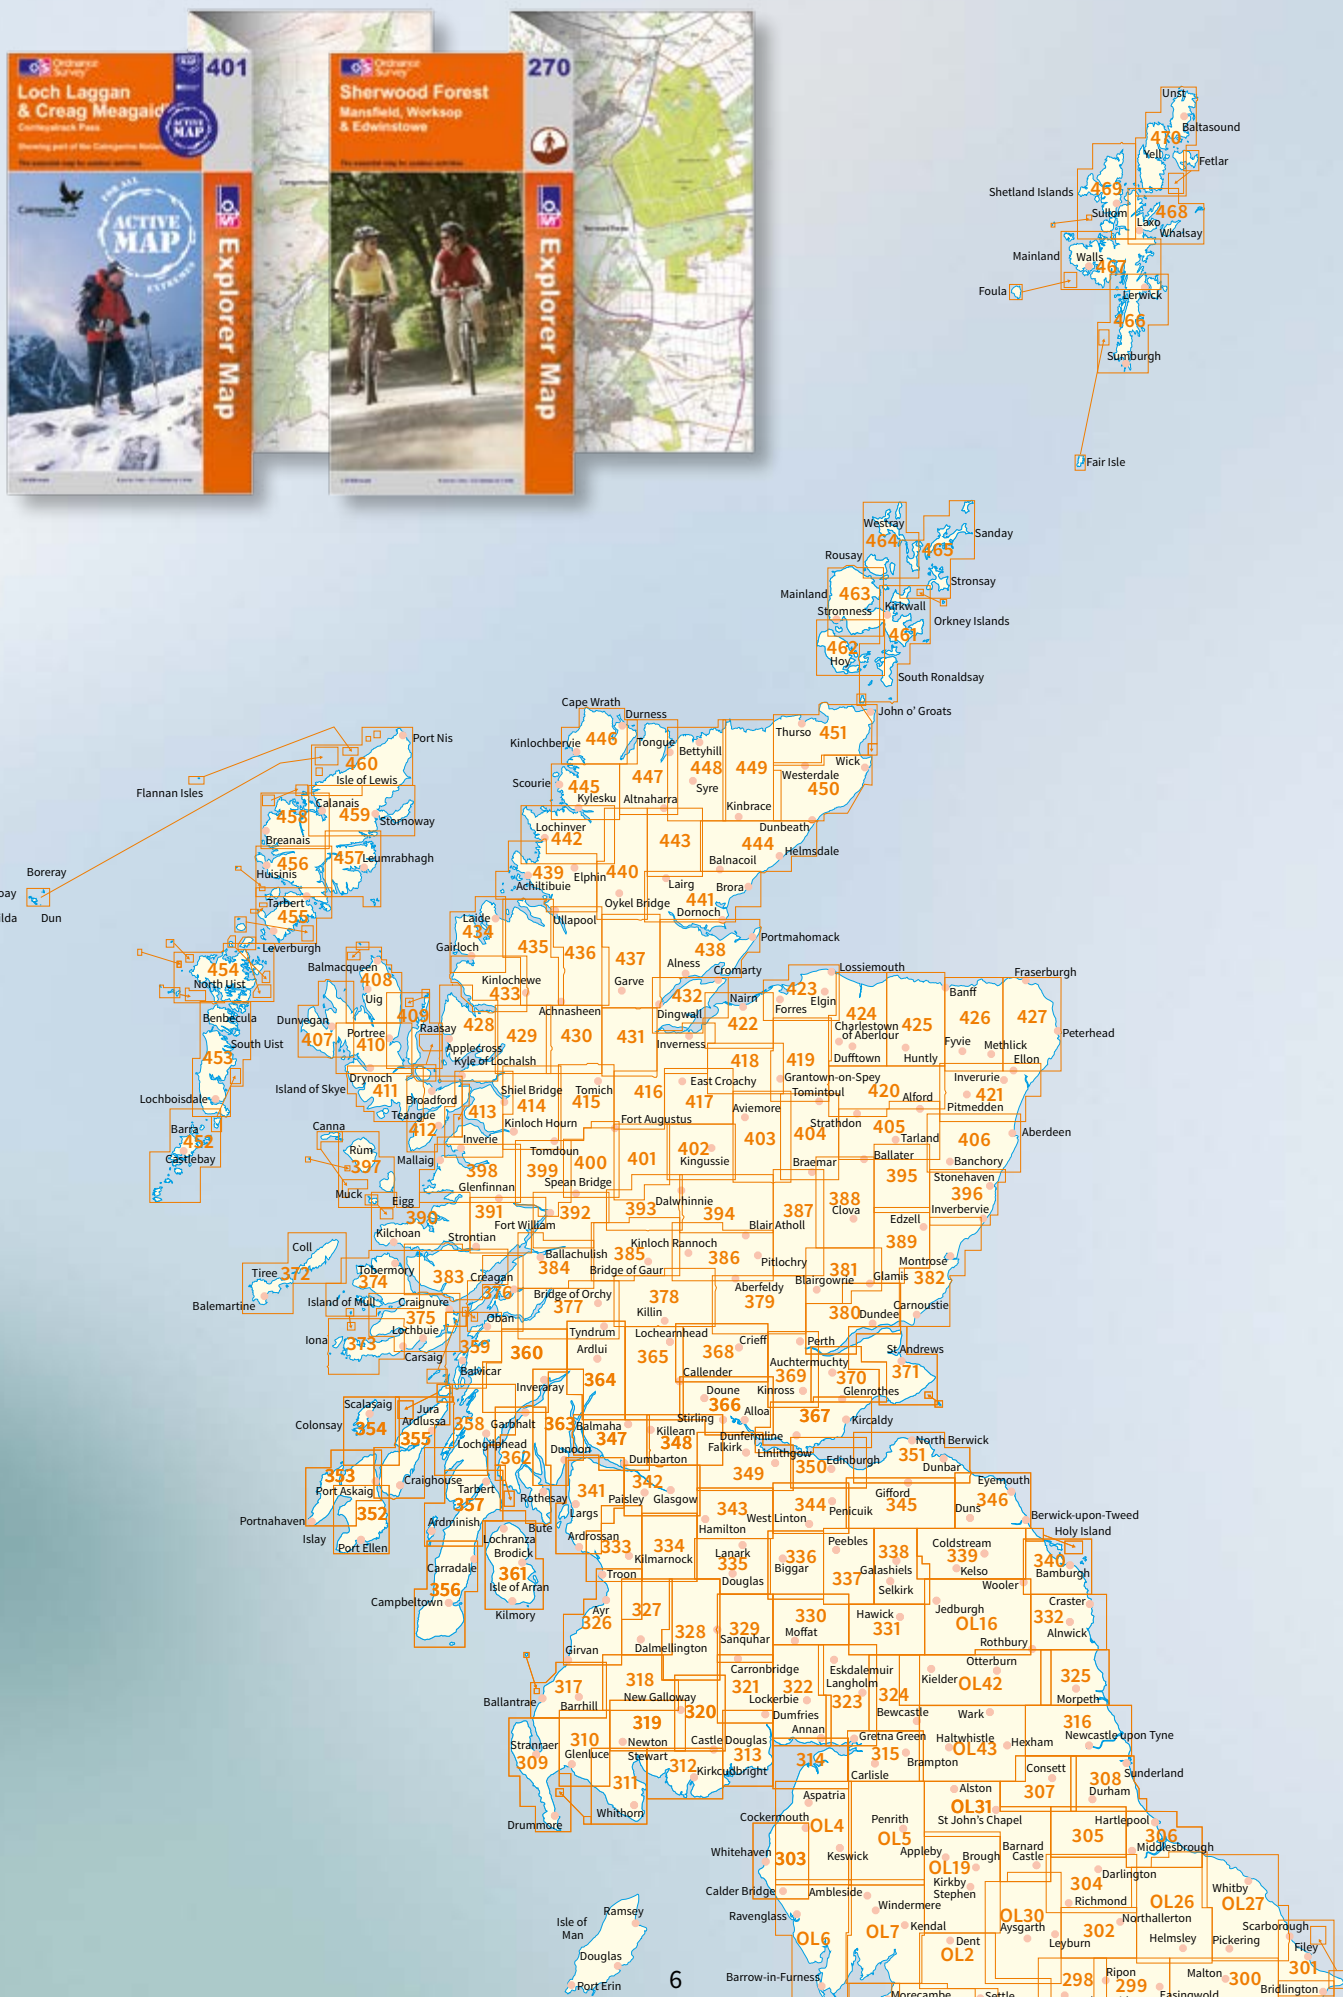 Ordnance
Survey
401
Loch Laggan
& Creag Meagaidh
Corrieyairack Pass
ACTIVE
MAP
FOR ALL
ACTIVE
MAP
EXTREMES
Explorer Map
Ordnance
Survey
270
Sherwood Forest
Mansfield, Worksop
& Edwinstowe
The essential map for outdoor activities
Explorer Map
Unst
Baltasound
470
Yell
Fetlar
Shetland Islands
469
Sullom
468
Laxo
Whalsay
Mainland
Walls
467
Foula
Lerwick
466
Sumburgh
Fair Isle
Westray
464
Sanday
465
Rousay
Stronsay
Mainland
463
Kirkwall
Stromness
Orkney Islands
461
462
Hoy
South Ronaldsay
Cape Wrath
John o' Groats
Durness
Port Nis
Kinlochbervie
446
Tongue
Bettyhill
Thurso
451
460
Isle of Lewis
Scourie
447
448
449
Wick
Westerdale
Flannan Isles
445
Syre
450
Kylesku
Altnaharra
Kinbrace
Calanais
458
459
Stornoway
Lochinver
442
443
Dunbeath
444
Helmsdale
Breanais
456
457
Leumrabhagh
Huisinis
Balnacoil
Boreray
439
Elphin
440
Achiltibuie
Lairg
Brora
Oykel Bridge
441
Dornoch
Dun
Tarbert
455
Laide
434
Ullapool
Leverburgh
Gairloch
435
436
437
438
Portmahomack
Balmacqueen
454
North Uist
408
Uig
Kinlochewe
433
Garve
Alness
Cromarty
Lossiemouth
Fraserburgh
Benbecula
Dunvegan
409
Raasay
428
Achnasheen
432
Dingwall
Nairn
423
Elgin
Forres
Banff
424
425
426
427
Peterhead
South Uist
407
Portree
410
429
430
431
Inverness
422
Charlestown
of Aberlour
Fyvie
Methlick
453
Applecross
Kyle of Lochalsh
Dufftown
Huntly
Ellon
418
419
Drynoch
Island of Skye
411
Lochboisdale
Broadford
Shiel Bridge
414
Tomich
415
416
East Croachy
417
Grantown-on-Spey
Tomintoul
420
Alford
Inverurie
421
Pitmedden
Teangue
413
412
Kinloch Hourn
Fort Augustus
Aviemore
Strathdon
Barra
452
Castlebay
Canna
Rùm
397
Inverie
Mallaig
Tomdoun
400
401
402
Kingussie
403
404
405
Tarland
406
Aberdeen
Muck
Eigg
398
399
Glenfinnan
Spean Bridge
Braemar
Ballater
Banchory
395
Stonehaven
396
Inverbervie
390
391
Fort William
392
393
Dalwhinnie
394
Blair Atholl
387
388
Clova
Edzell
389
Kilchoan
Strontian
Coll
372
Tiree
Balemartine
Tobermory
374
383
Creagan
376
Ballachulish
384
385
Kinloch Rannoch
Bridge of Gaur
386
Pitlochry
381
Blairgowrie
Glamis
Montrose
382
Island of Mull
Craignure
375
Lochbuie
Oban
Bridge of Orchy
377
378
Killin
Aberfeldy
379
380
Dundee
Carnoustie
Iona
373
Carsaig
359
360
Tyndrum
Ardlui
Lochearnhead
365
368
Crieff
Perth
St Andrews
371
Balvicar
Inveraray
364
Callender
Auchtermuchty
369
370
Glenrothes
Scalasaig
Colonsay
354
Jura
Ardlussa
355
358
Garbhalt
363
Doune
366
Kinross
Stirling
Alloa
367
Kircaldy
Balmaha
347
Killearn
348
Dunfermline
Falkirk
Linlithgow
North Berwick
351
Dunbar
Lochgilphead
362
Dunoon
Dumbarton
349
350
Edinburgh
353
Port Askaig
Craighouse
Tarbert
357
Rothesay
341
342
Paisley
Glasgow
Largs
343
Hamilton
344
West Linton
Penicuik
Gifford
345
Eyemouth
346
Duns
Berwick-upon-Tweed
Portnahaven
352
Islay
Port Ellen
Ardminish
Bute
Ardrossan
333
334
Kilmarnock
Lochranza
Brodick
361
Isle of Arran
Kilmory
Carradale
356
Campbeltown
Troon
Lanark
335
Douglas
336
Biggar
Peebles
337
338
Galashiels
Selkirk
Coldstream
339
Kelso
Wooler
Holy Island
340
Bamburgh
Ayr
326
327
328
329
Sanquhar
330
Moffat
Hawick
331
Jedburgh
OL16
Craster
332
Alnwick
Rothbury
Girvan
Dalmellington
Carronbridge
Eskdalemuir
Langholm
Otterburn
Kielder
OL42
325
Morpeth
Ballantrae
317
Barrhill
318
New Galloway
320
321
322
Lockerbie
323
324
Bewcastle
Wark
316
Newcastle upon Tyne
Stranraer
309
310
Glenluce
319
Newton
Stewart
Castle Douglas
313
Dumfries
Annan
Gretna Green
Haltwhistle
OL43
Hexham
311
312
Kirkcudbright
314
315
Carlisle
Brampton
Consett
307
308
Sunderland
Durham
Whithorn
Drummore
Aspatria
Alston
OL31
St John's Chapel
Cockermouth
OL4
Penrith
OL5
305
Hartlepool
306
Middlesbrough
Whitehaven
303
Keswick
Appleby
OL19
Brough
Barnard
Castle
304
Darlington
Calder Bridge
Ambleside
Kirkby
Stephen
Richmond
OL26
Whitby
OL27
Ravenglass
Windermere
OL30
Aysgarth
Northallerton
Scarborough
Ramsey
Isle of
Man
OL6
OL7
Kendal
Dent
OL2
Leyburn
302
Helmsley
Pickering
Filey
301
Douglas
Port Erin
6
Barrow-in-Furness
298
Ripon
299
Malton
300
Bridlington
Morecambe
Settle
Easingwold